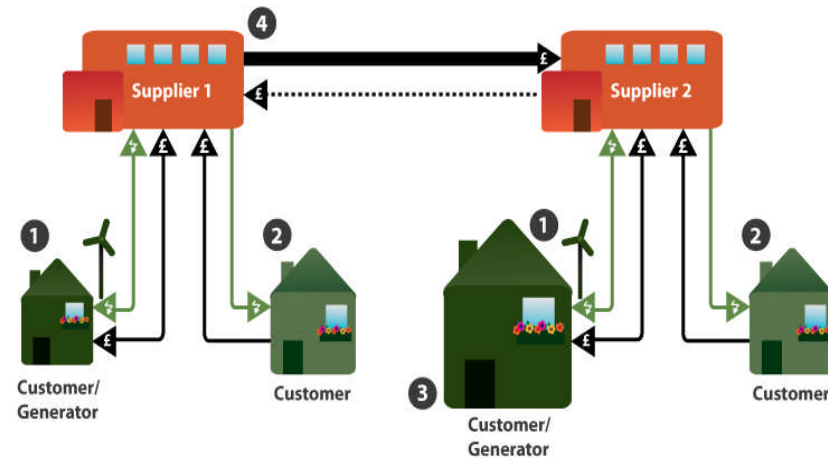 4
£
Supplier 1
£
Supplier 2
£
£
£
£
1
2
1
2
£
£
3
Customer/
Generator
Customer
Customer/
Generator
Customer